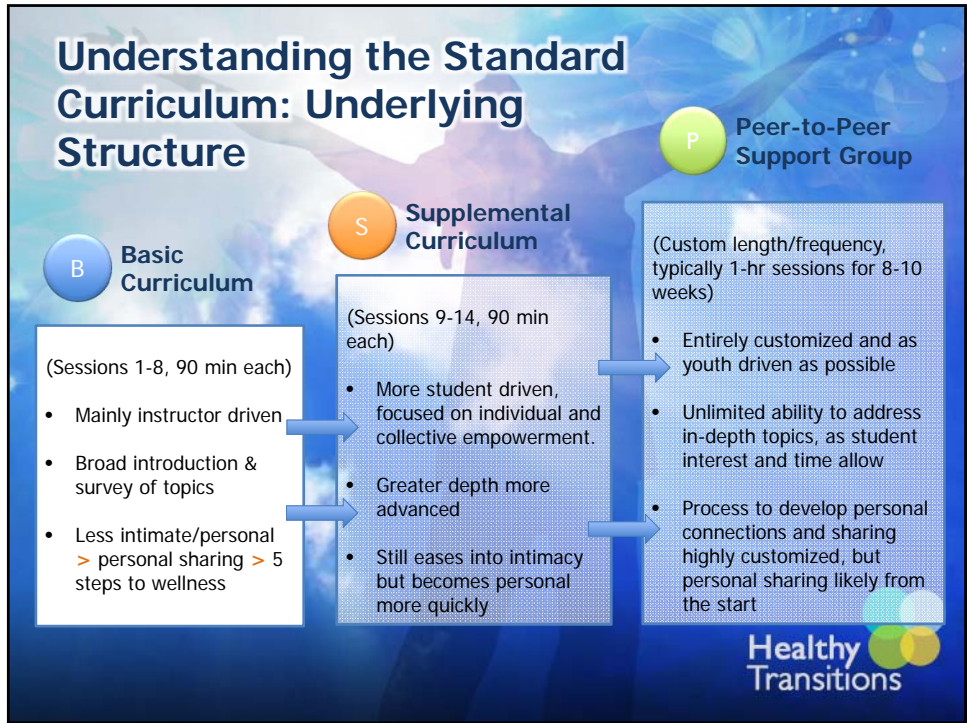 Understanding the Standard
Curriculum: Underlying
Structure
B
Basic
Curriculum
(Sessions 1-8, 90 min each)
• Mainly instructor driven
• Broad introduction &
survey of topics
• Less intimate/personal
> personal sharing > 5
steps to wellness
S
Supplemental
Curriculum
(Sessions 9-14, 90 min
each)
• More student driven,
focused on individual and
collective empowerment.
• Greater depth more
advanced
• Still eases into intimacy
but becomes personal
more quickly
P
Peer-to-Peer
Support Group
(Custom length/frequency,
typically 1-hr sessions for 8-10
weeks)
• Entirely customized and as
youth driven as possible
• Unlimited ability to address
in-depth topics, as student
interest and time allow
• Process to develop personal
connections and sharing
highly customized, but
personal sharing likely from
the start
Healthy
Transitions